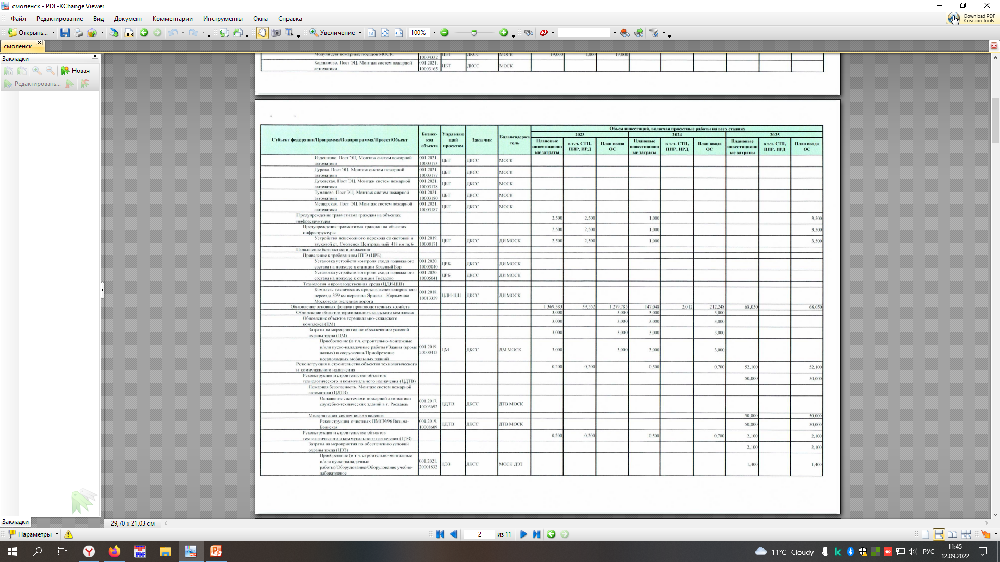 смоленск - PDF-XChange Viewer
Файл Редактирование Вид Документ Комментарии Инструменты Окна Справка
Download PDF
Creation Tools
Открыть... OCR Увеличение 100%
смоленск
Закладки
Новая
Редактировать...
Модули для пожарных поездов МОСК 10004332 ЦБТ ДКСС МОСК 19,000 1,000 19,000
Кардымово. Пост ЭЦ. Монтаж систем пожарной автоматики. 001.2021.10003165 ЦБТ ДКСС МОСК
Субъект федерации/Программа/Подпрограмма/Проект/Объект
Бизнес-код объекта
Управляющий проектом
Заказчик
Балансодержатель
Объем инвестиций, включая проектные работы на всех стадиях
2023 2024 2025
Плановые инвестиционные затраты в т.ч. СТП, ПИР, ИРД План ввода ОС Плановые инвестиционные затраты в т.ч. СТП, ПИР, ИРД План ввода ОС Плановые инвестиционные затраты в т.ч. СТП, ПИР, ИРД План ввода ОС
Издешково. Пост ЭЦ. Монтаж систем пожарной автоматики 001.2021.10003173 ЦБТ ДКСС МОСК
Дурово. Пост ЭЦ. Монтаж систем пожарной автоматики 001.2021.10003177 ЦБТ ДКСС МОСК
Духовская. Пост ЭЦ. Монтаж систем пожарной автоматики 001.2021.10003178 ЦБТ ДКСС МОСК
Туманово. Пост ЭЦ. Монтаж систем пожарной автоматики 001.2021.10003180 ЦБТ ДКСС МОСК
Мещерская. Пост ЭЦ. Монтаж систем пожарной автоматики 001.2021.10003187 ЦБТ ДКСС МОСК
Предупреждение травматизма граждан на объектах инфраструктуры 2,500 2,500 1,000 3,500
Предупреждение травматизма граждан на объектах инфраструктуры 2,500 2,500 1,000 3,500
Устройство пешеходного перехода со световой и звуковой ст. Смоленск Центральный 418 км пк 6 001.2019.10008171 ЦБТ ДКСС ДИ МОСК 2,500 2,500 1,000 3,500
Повышение безопасности движения
Приведение к требованиям ПТЭ (ЦРБ)
Установка устройств контроля схода подвижного состава на подходе к станции Красный Бор 001.2020.10005040 ЦРБ ДКСС ДИ МОСК
Установка устройств контроля схода подвижного состава на подходе к станции Гнездово 001.2020.10005041 ЦРБ ДКСС ДИ МОСК
Технология и производственная среда (ЦДИ-ЦШ)
Комплекс технических средств железнодорожного переезда 359 км перегона Ярцево – Кардымово Московская железная дорога 001.2018.10013359 ЦДИ-ЦШ ДКСС ДИ МОСК
Обновление основных фондов производственных хозяйств 1 369,383 39,552 1 279,785 147,048 2,012 212,248 68,050 68,050
Обновление объектов терминально-складского комплекса 3,000 3,000 3,000 3,000
Обновление объектов терминально-складского комплекса (ЦМ) 3,000 3,000 3,000 3,000
Затраты на мероприятия по обеспечению условий охраны труда (ЦМ) 3,000 3,000 3,000 3,000
Приобретение (в т.ч. строительно-монтажные и/или пуско-наладочные работы)/Здания (кроме жилых) и сооружения/Приобретение несамоходных мобильных зданий 001.2019.20000415 ЦМ ДКСС ДМ МОСК 3,000 3,000 3,000 3,000
Реконструкция и строительство объектов технологического и коммунального назначения 0,200 0,200 0,500 0,700 52,100 52,100
Реконструкция и строительство объектов технологического и коммунального назначения (ЦДТВ) 50,000 50,000
Пожарная безопасность. Монтаж систем пожарной автоматики (ЦДТВ)
Оснащение системами пожарной автоматики служебно-технических зданий в г. Рославль 001.2017.10003692 ЦДТВ ДКСС ДТВ МОСК
Модернизация систем водоотведения 50,000 50,000
Реконструкция очистных ПМС№96 Вязьма-Брянская 001.2019.10008609 ЦДТВ ДКСС ДТВ МОСК 50,000 50,000
Реконструкция и строительство объектов технологического и коммунального назначения (ЦЭЗ) 0,200 0,200 0,500 0,700 2,100 2,100
Затраты на мероприятия по обеспечению условий охраны труда (ЦЭЗ) 2,100 2,100
Приобретение (в т.ч. строительно-монтажные и/или пуско-наладочные работы)/Оборудование/Оборудование учебно-лабораторное 001.2021.20001832 ЦЭЗ ДКСС МОСК ДЭЗ 1,400 1,400
Закладки
29,70 x 21,03 см
Параметры
2 из 11
11°C Cloudy
РУС
11:45
12.09.2022